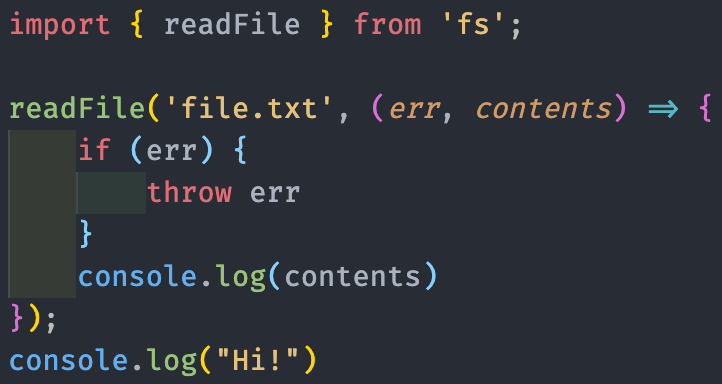 import { readFile } from 'fs';

readFile('file.txt', (err, contents) => {
    if (err) {
        throw err
    }
    console.log(contents)
});
console.log("Hi!")